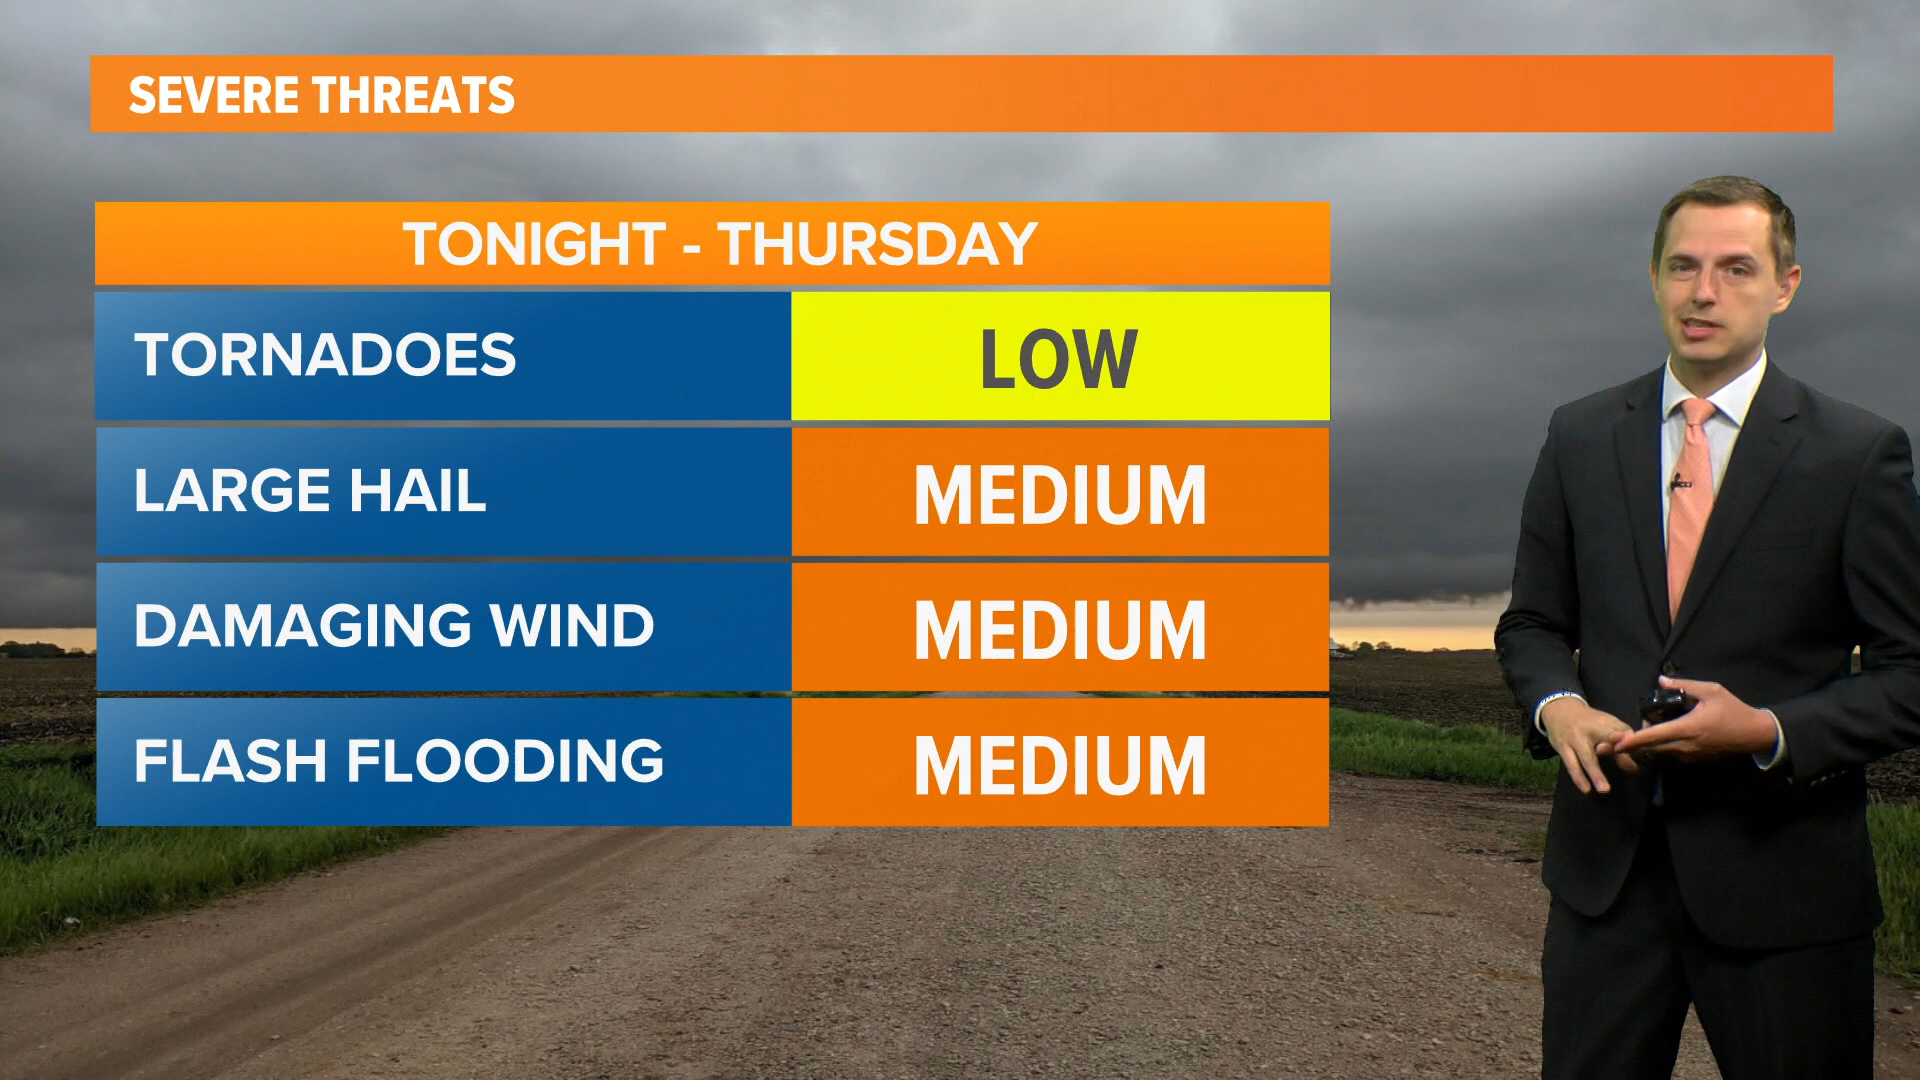 SEVERE THREATS
TONIGHT - THURSDAY
TORNADOES
LOW
LARGE HAIL
MEDIUM
DAMAGING WIND
MEDIUM
FLASH FLOODING
MEDIUM